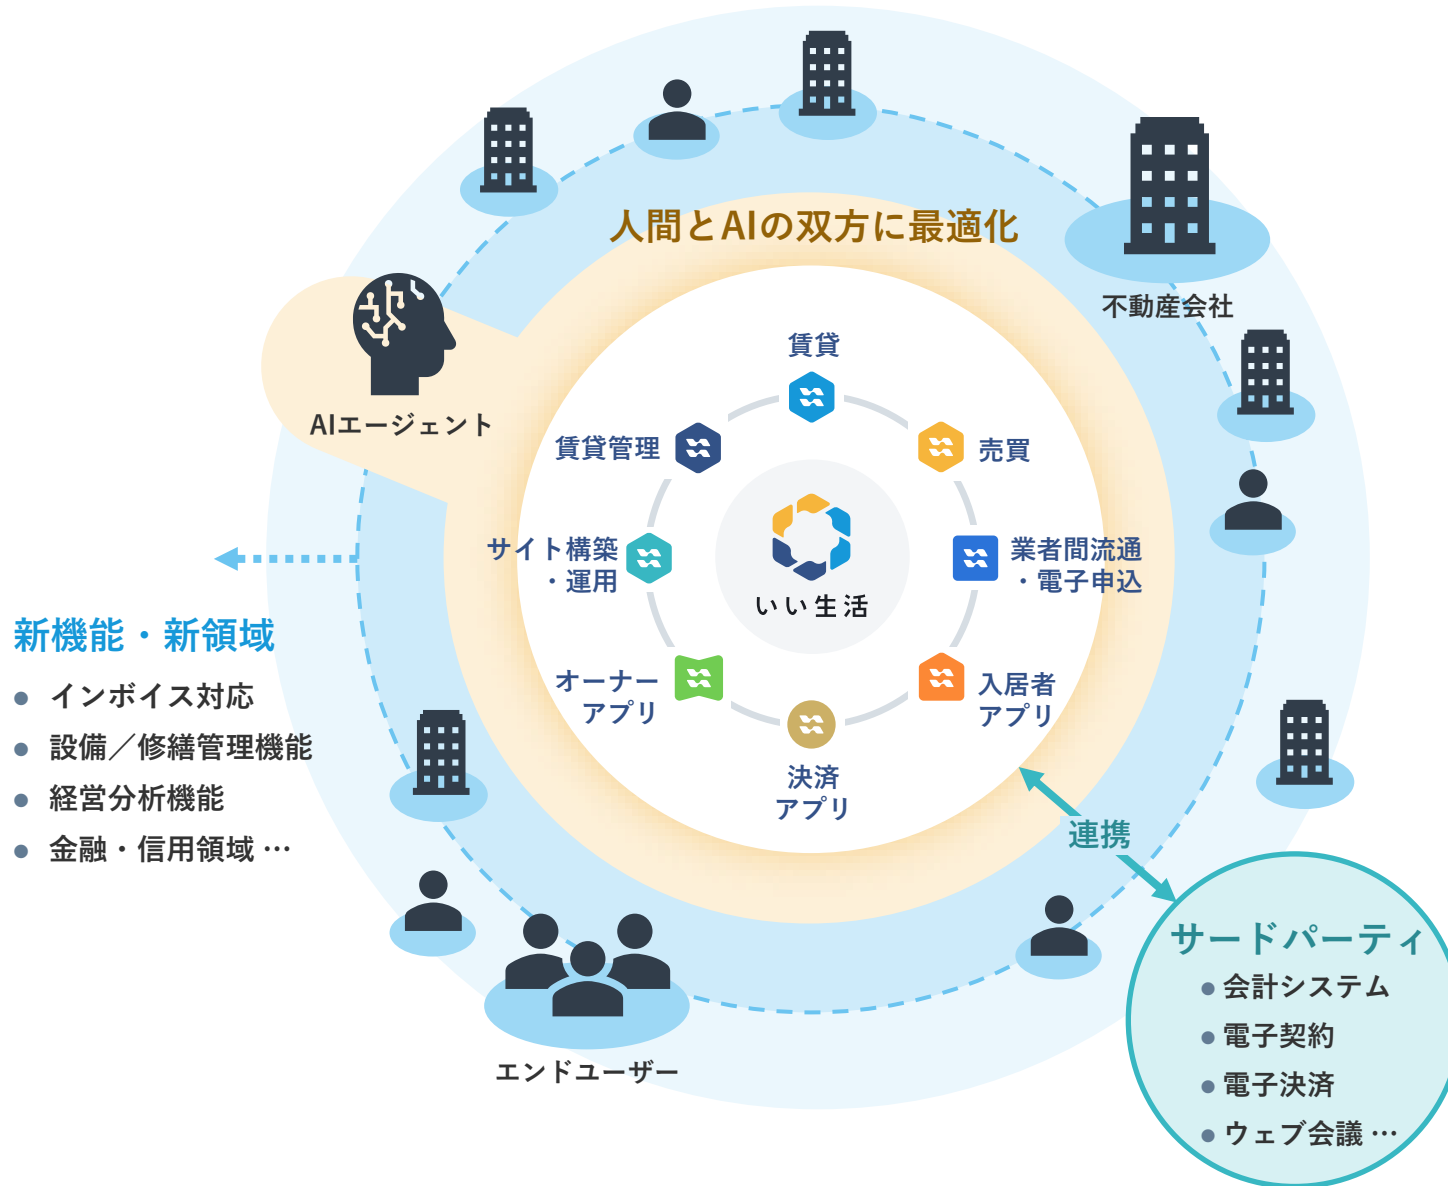 人間とAIの双方に最適化
不動産会社
AIエージェント
賃貸
賃貸管理
売買
サイト構築
・運用
業者間流通
・電子申込
いい生活
オーナー
アプリ
入居者
アプリ
決済
アプリ
新機能・新領域
● インボイス対応
● 設備／修繕管理機能
● 経営分析機能
● 金融・信用領域 …
連携
エンドユーザー
サードパーティ
● 会計システム
● 電子契約
● 電子決済
● ウェブ会議 …